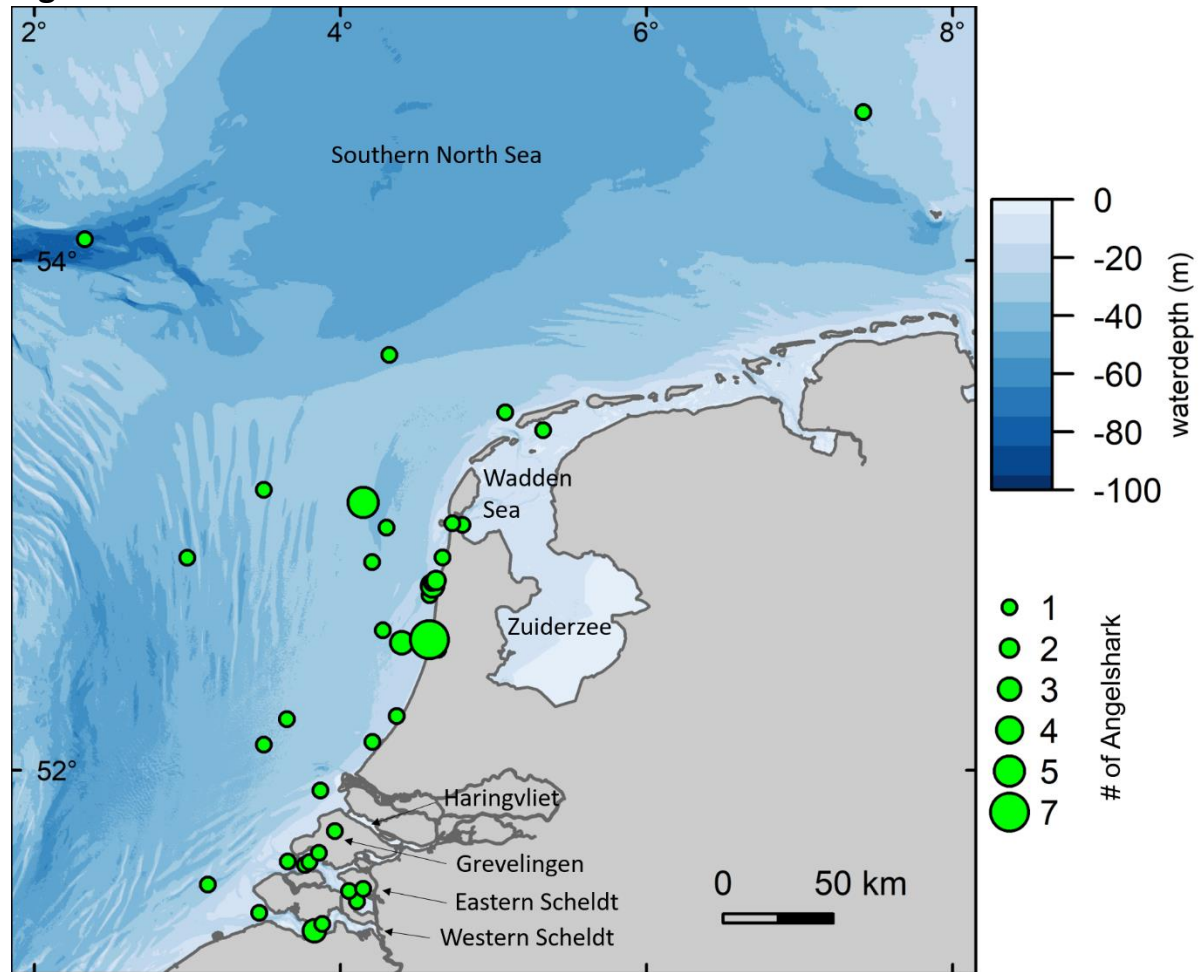 2°
4°
6°
8°
Southern North Sea
54°
Wadden
Sea
Zuiderzee
52°
Haringvliet
Grevelingen
Eastern Scheldt
Western Scheldt
0 50 km
0
-20
-40
-60
-80
-100
waterdepth (m)
1
2
3
4
5
7
# of Angelshark